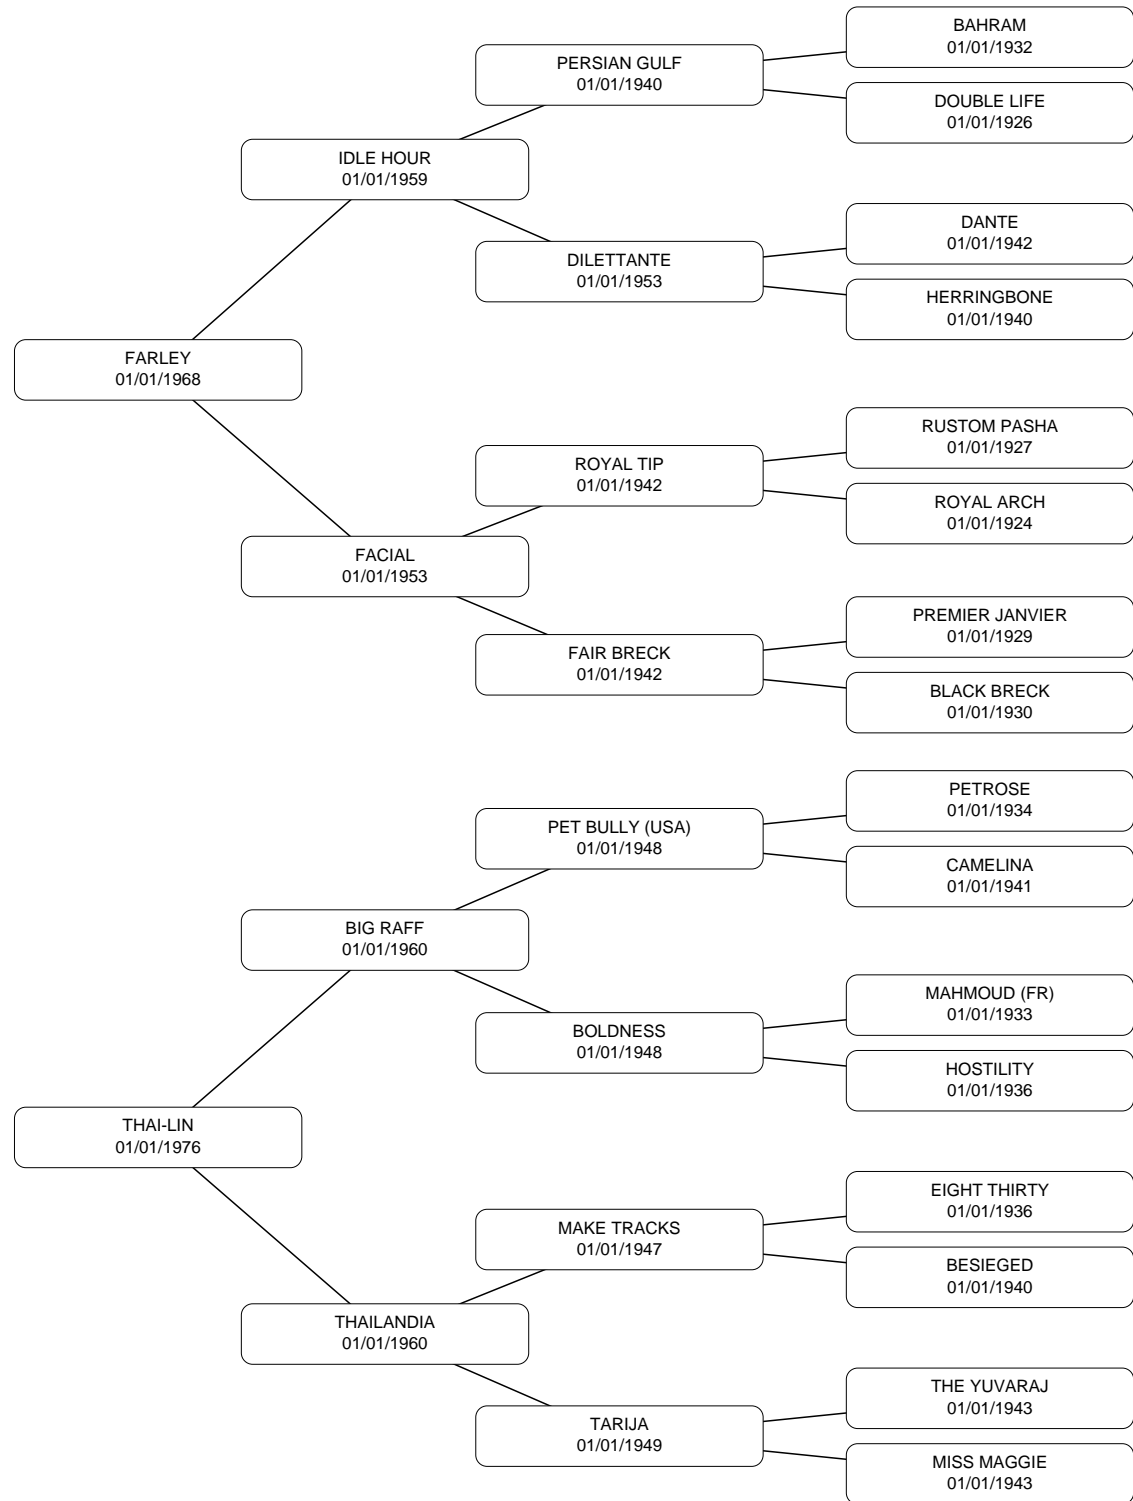 BAHRAM
01/01/1932
PERSIAN GULF
01/01/1940
DOUBLE LIFE
01/01/1926
IDLE HOUR
01/01/1959
DANTE
01/01/1942
DILETTANTE
01/01/1953
HERRINGBONE
01/01/1940
FARLEY
01/01/1968
RUSTOM PASHA
01/01/1927
ROYAL TIP
01/01/1942
ROYAL ARCH
01/01/1924
FACIAL
01/01/1953
PREMIER JANVIER
01/01/1929
FAIR BRECK
01/01/1942
BLACK BRECK
01/01/1930
PETROSE
01/01/1934
PET BULLY (USA)
01/01/1948
CAMELINA
01/01/1941
BIG RAFF
01/01/1960
MAHMOUD (FR)
01/01/1933
BOLDNESS
01/01/1948
HOSTILITY
01/01/1936
THAI-LIN
01/01/1976
EIGHT THIRTY
01/01/1936
MAKE TRACKS
01/01/1947
BESIEGED
01/01/1940
THAILANDIA
01/01/1960
THE YUVARAJ
01/01/1943
TARIJA
01/01/1949
MISS MAGGIE
01/01/1943